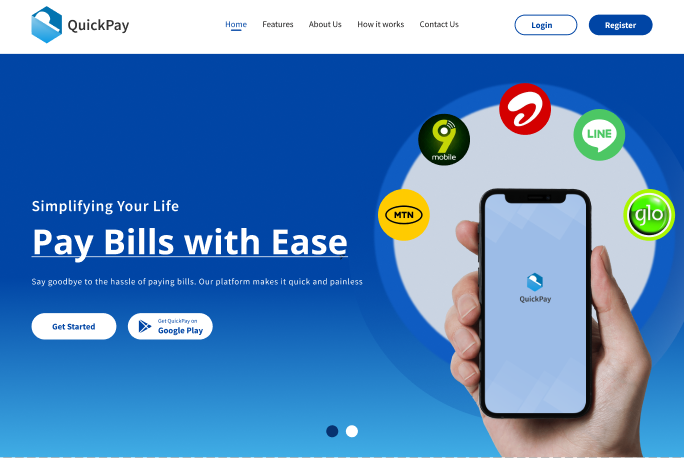 QuickPay
Home Features About Us How it works Contact Us
Login
Register
9
mobile
LINE
MTN
glo
Simplifying Your Life
Pay Bills with Ease
Say goodbye to the hassle of paying bills. Our platform makes it quick and painless
QuickPay
Get Started
Get QuickPay on
Google Play